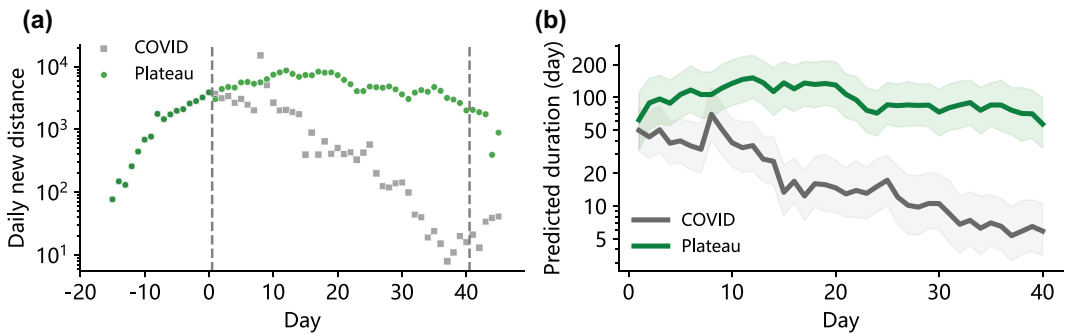 (a)
Daily new distance
10^4
10^3
10^2
10^1
COVID
Plateau
-20 -10 0 10 20 30 40
Day
(b)
Predicted duration (day)
200
100
50
20
10
5
COVID
Plateau
0 10 20 30 40
Day